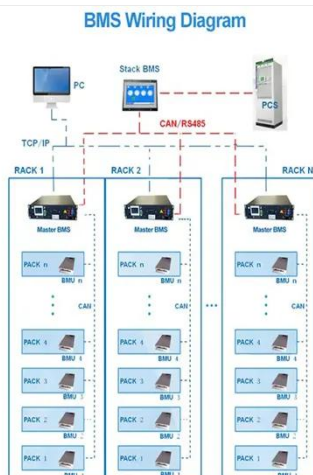 BMS Wiring Diagram
Stack BMS
PC
PCS
CAN/RS485
TCP/IP
RACK 1
RACK 2
RACK N
Master BMS
Master BMS
Master BMS
PACK n
PACK n
PACK n
BMU n
BMU n
BMU n
CAN
CAN
CAN
PACK 4
PACK 4
PACK 4
BMU 4
BMU 4
BMU 4
PACK 3
PACK 3
PACK 3
BMU 3
BMU 3
BMU 3
PACK 2
PACK 2
PACK 2
BMU 2
BMU 2
BMU 2
PACK 1
PACK 1
PACK 1